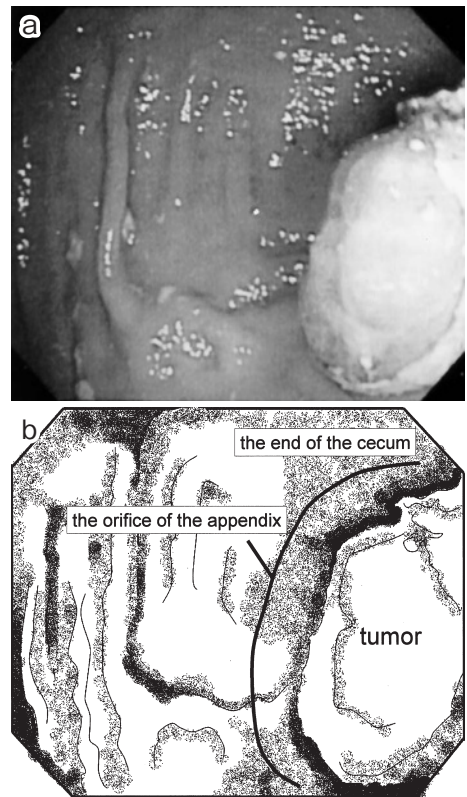 a
b
the end of the cecum
the orifice of the appendix
tumor